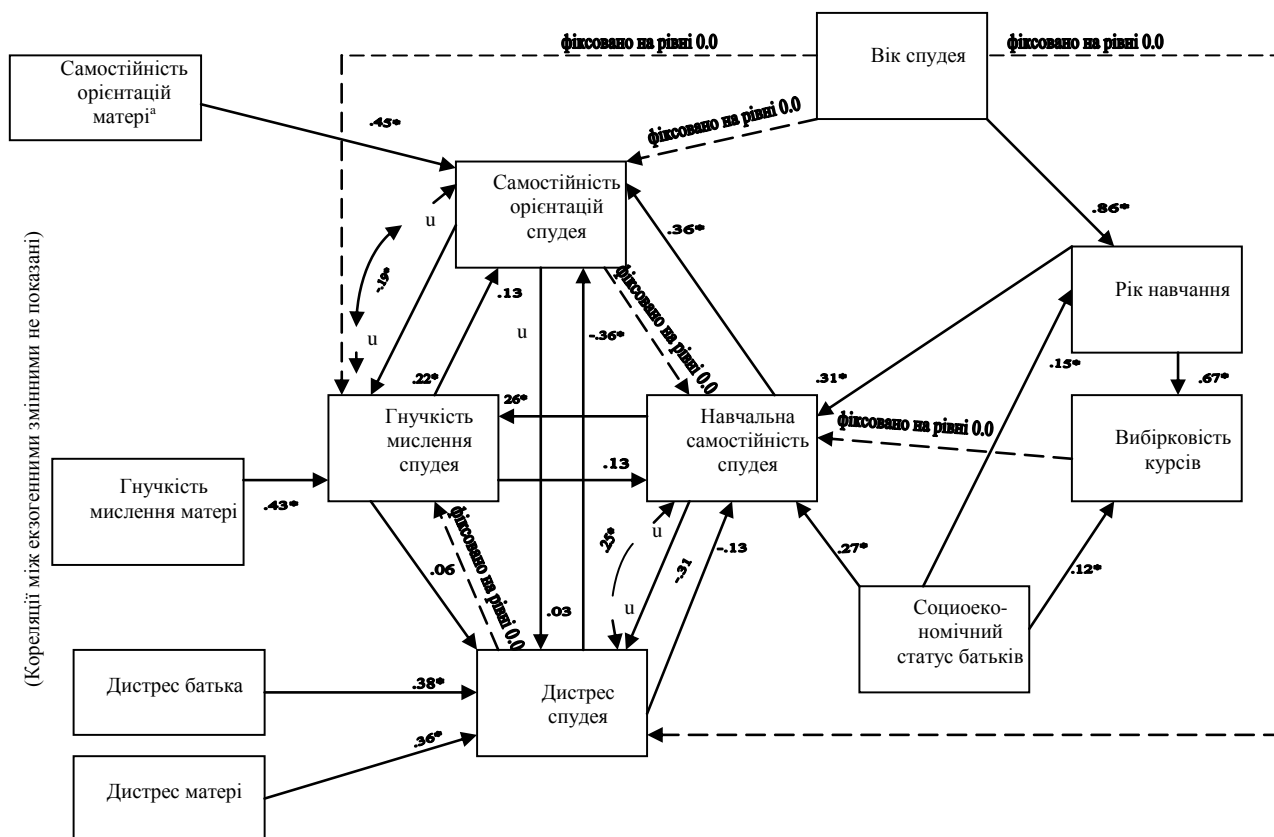 фіксовано на рівні 0.0
фіксовано на рівні 0.0
Вік спудея
Самостійність
орієнтацій
матеріª
.45*
фіксовано на рівні 0.0
Самостійність
орієнтацій
спудея
u
.36*
.86*
(Кореляції між екзогенними змінними не показані)
-.19*
.13
фіксовано на рівні 0.0
Рік навчання
u
u
-.36*
.22*
.31*
.15*
.67*
Гнучкість
мислення
спудея
26*
Навчальна
самостійність
спудея
фіксовано на рівні 0.0
Вибірковість
курсів
.13
Гнучкість
мислення матері
.43*
фіксовано на рівні 0.0
.25*
u
-.31
-.13
.27*
.12*
.06
.03
u
Социоеко-
номічний
статус батьків
Дистрес батька
.38*
Дистрес
спудея
.36*
Дистрес матері